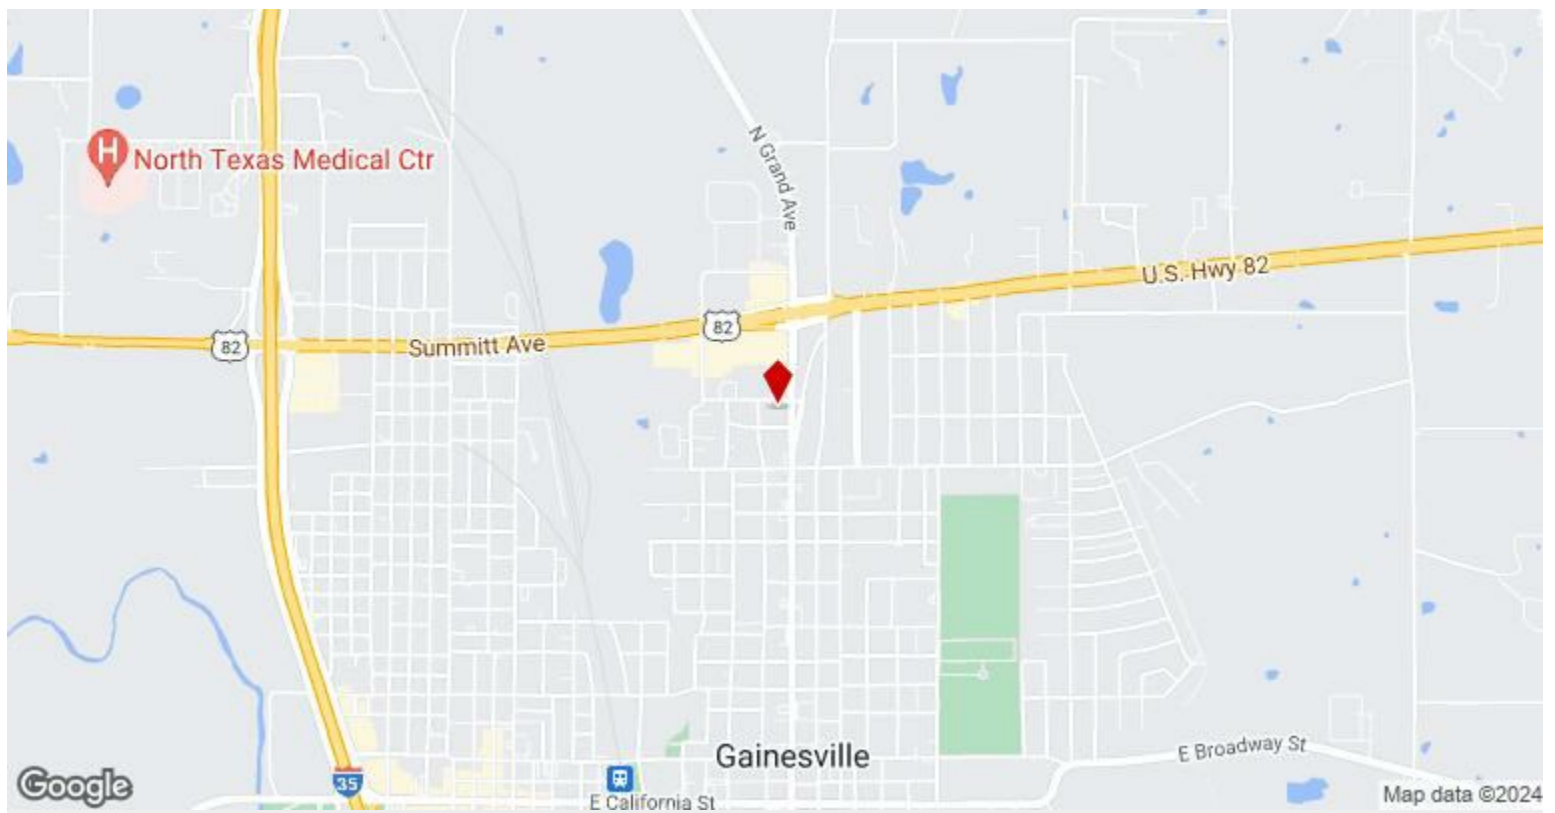 N Grand Ave
H
North Texas Medical Ctr
U.S. Hwy 82
82
82
Summitt Ave
Gainesville
E Broadway St
35
E California St
Google
Map data ©2024